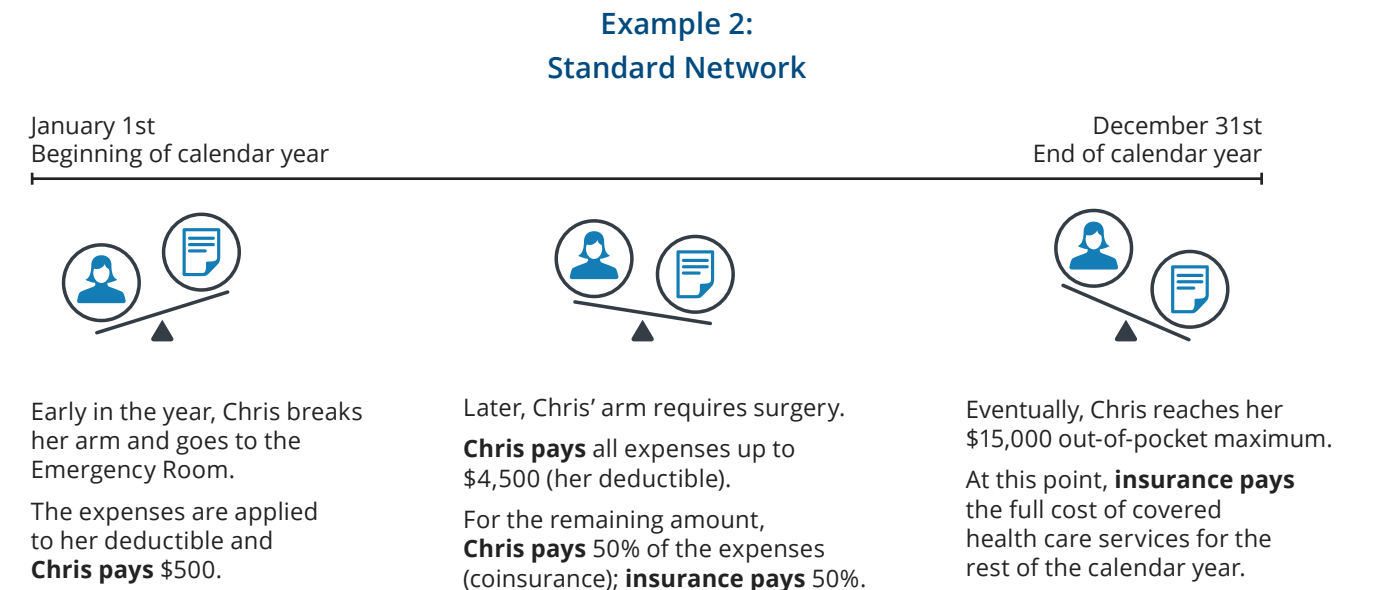 Example 2:
Standard Network
January 1st
Beginning of calendar year
December 31st
End of calendar year
Early in the year, Chris breaks
her arm and goes to the
Emergency Room.
The expenses are applied
to her deductible and
Chris pays $500.
Later, Chris’ arm requires surgery.
Chris pays all expenses up to
$4,500 (her deductible).
For the remaining amount,
Chris pays 50% of the expenses
(coinsurance); insurance pays 50%.
Eventually, Chris reaches her
$15,000 out-of-pocket maximum.
At this point, insurance pays
the full cost of covered
health care services for the
rest of the calendar year.